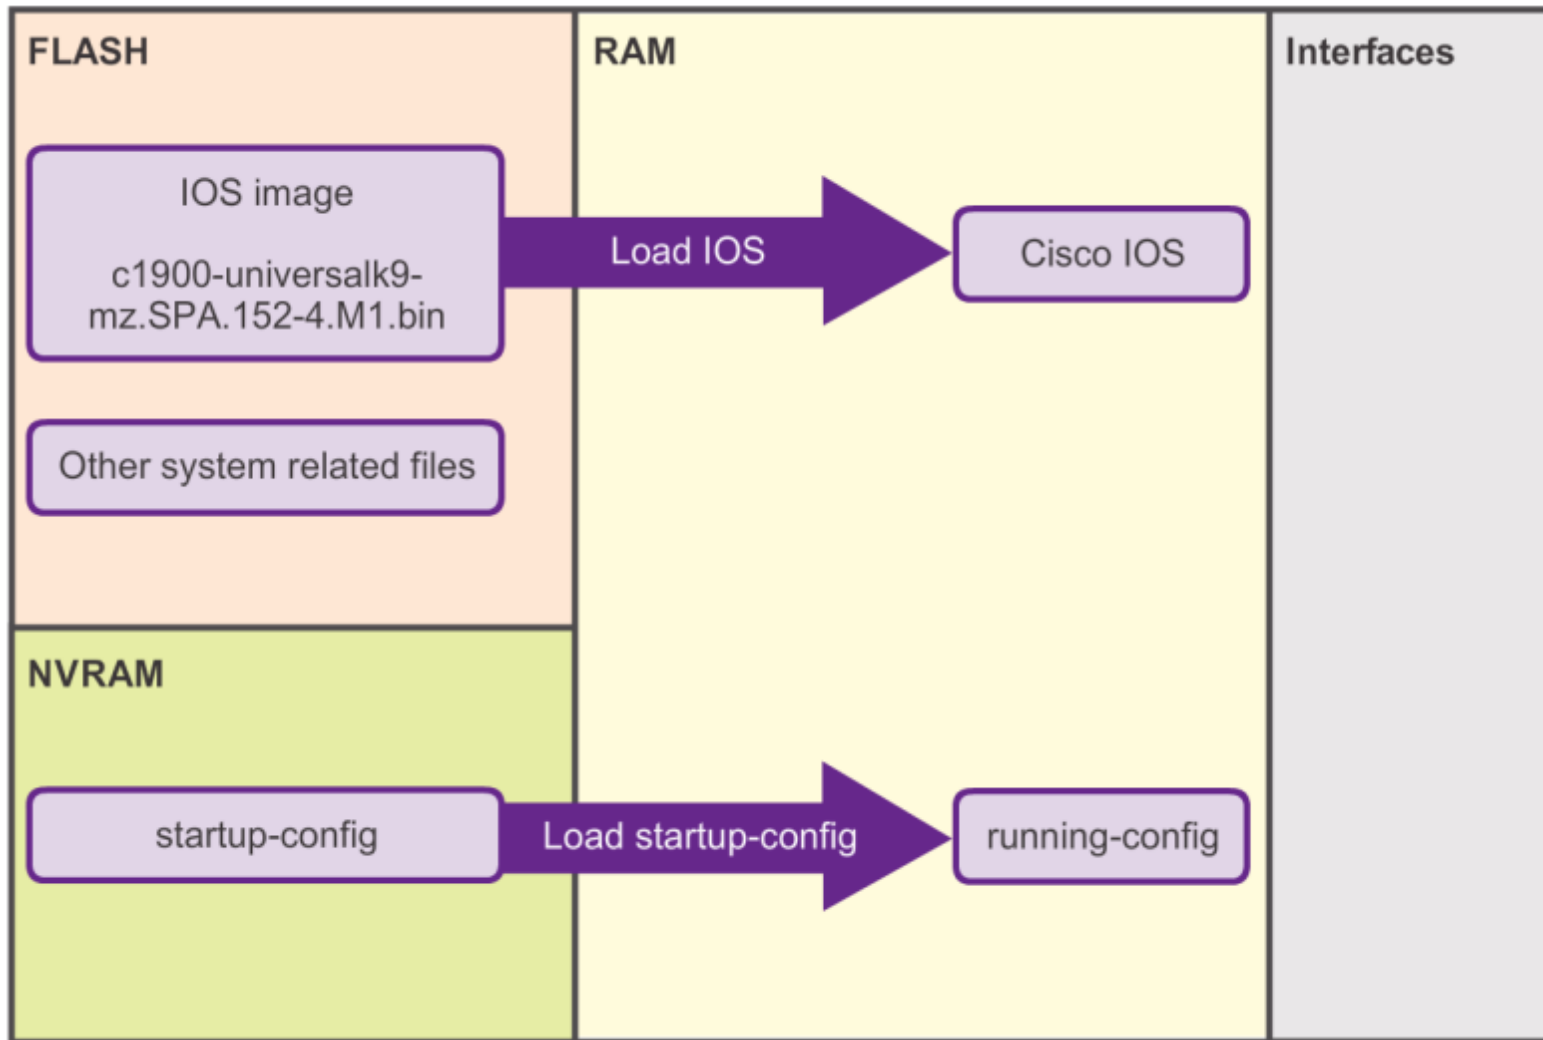 FLASH
IOS image
c1900-universalk9-
mz.SPA.152-4.M1.bin
Other system related files
NVRAM
startup-config
RAM
Load IOS
Cisco IOS
Load startup-config
running-config
Interfaces